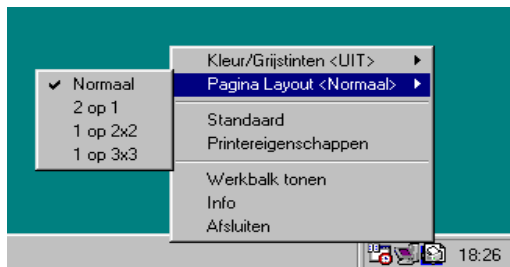 Kleur/Grijstinten <UIT>
Pagina Layout <Normaal>
Normaal
2 op 1
1 op 2x2
1 op 3x3
Standaard
Printereigenschappen
Werkbalk tonen
Info
Afsluiten
18:26